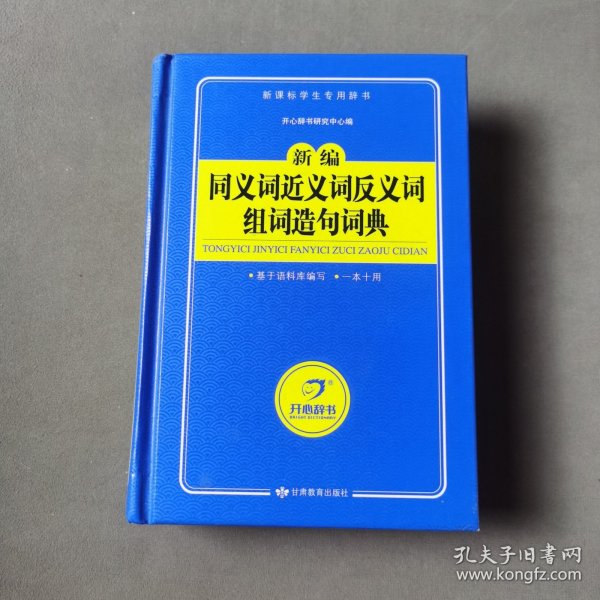 新课标学生专用辞书
开心辞书研究中心编
新编
同义词近义词反义词
组词造句词典
TONGYICI JINYICI FANYICI ZUCI ZAOJU CIDIAN
•基于语料库编写 •一本十用
开心辞书
甘肃教育出版社
孔夫子旧书网
www.kongfz.com